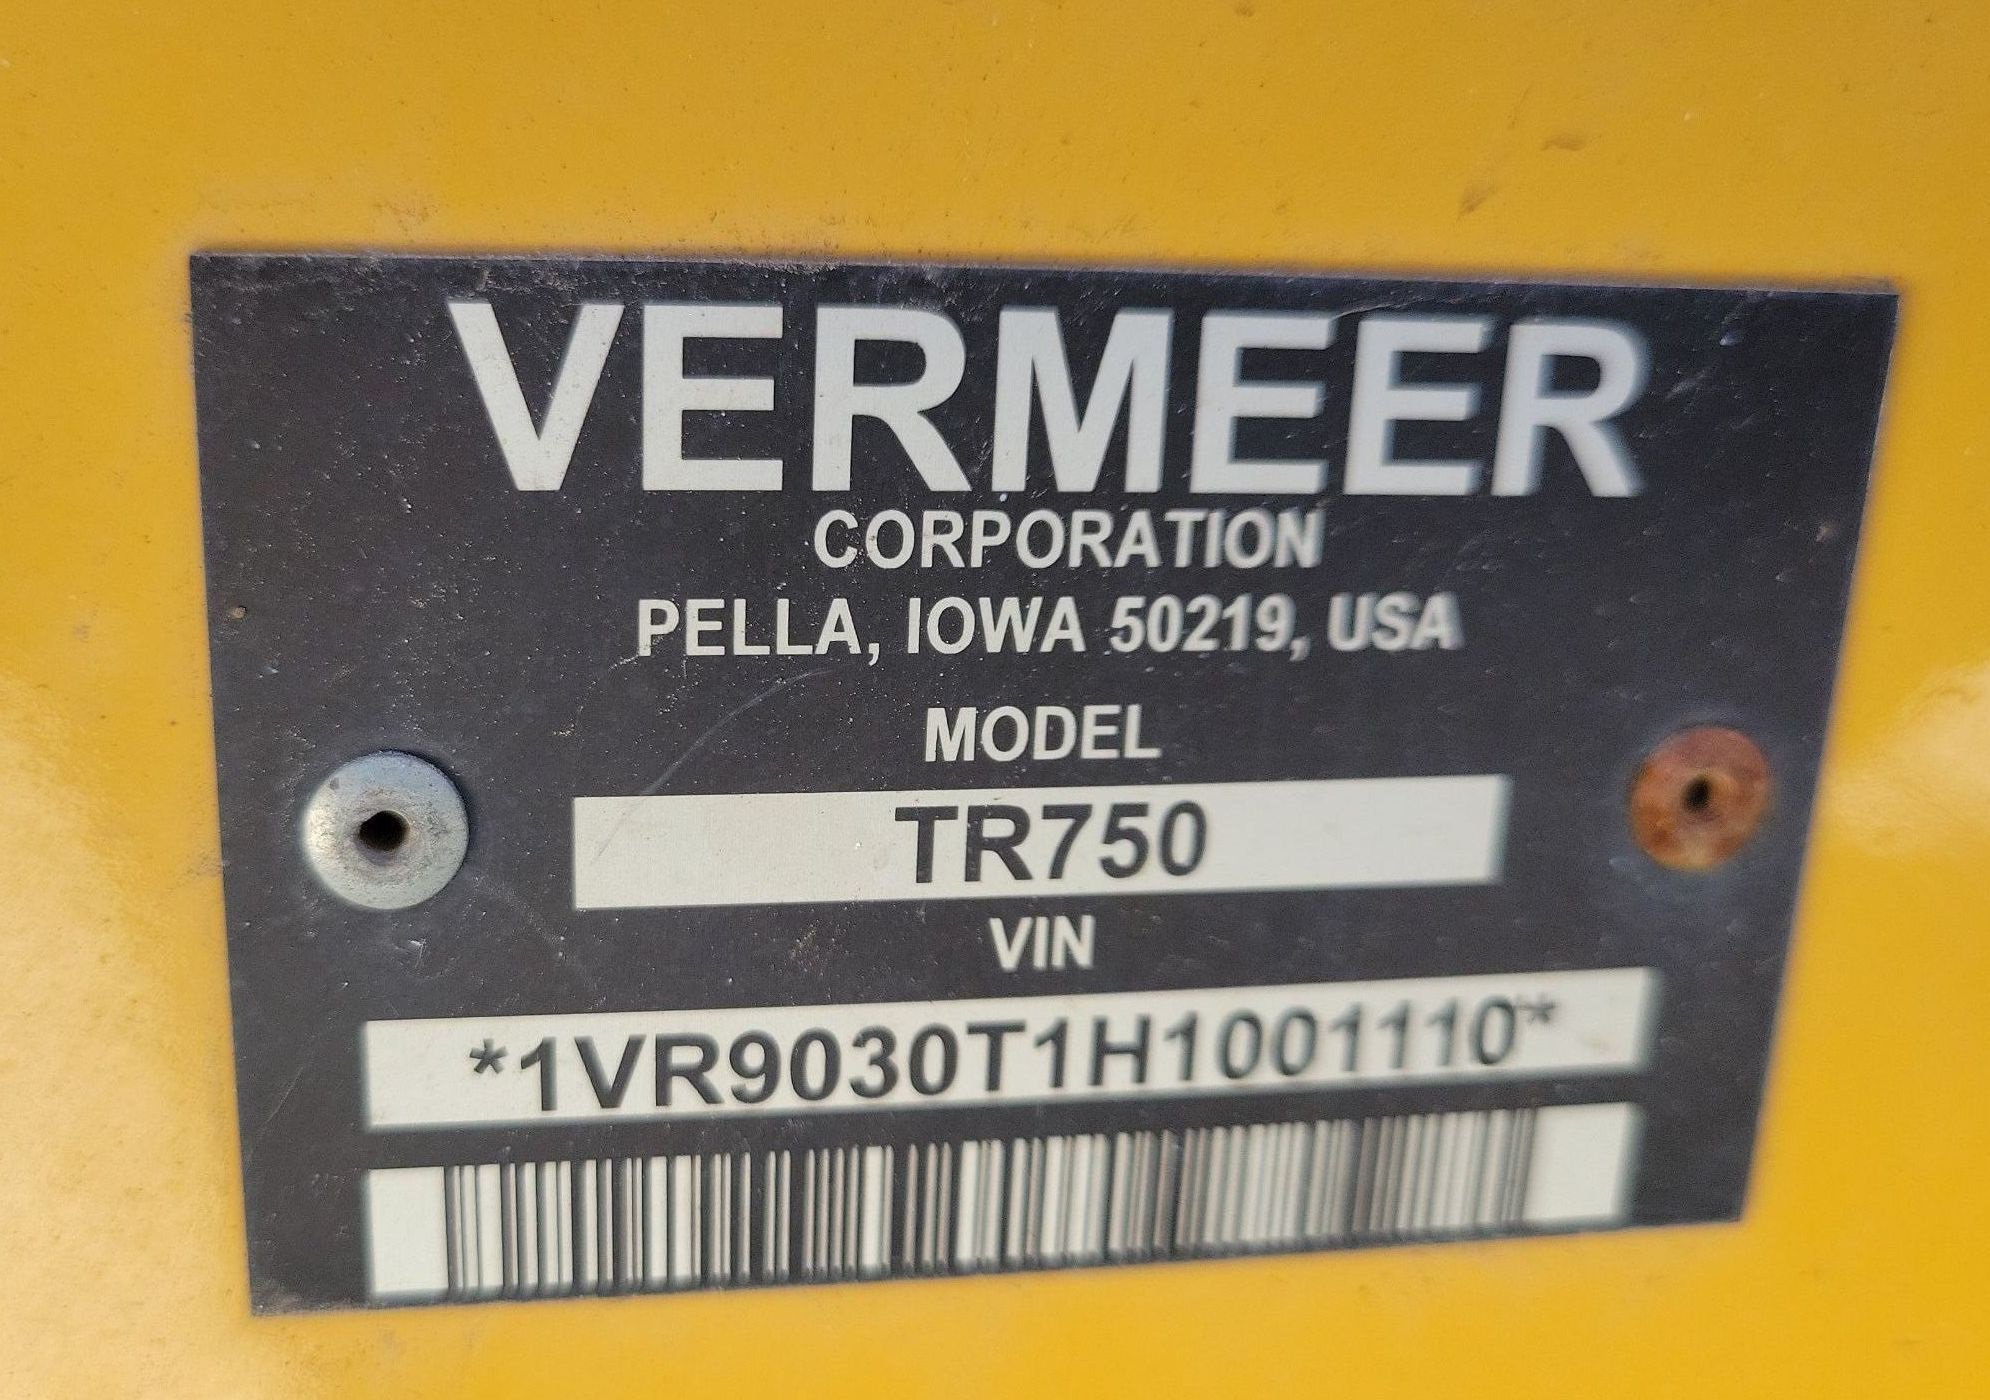 VERMEER
CORPORATION
PELLA, IOWA 50219, USA
MODEL
TR750
VIN
*1VR9030T1H1001110*